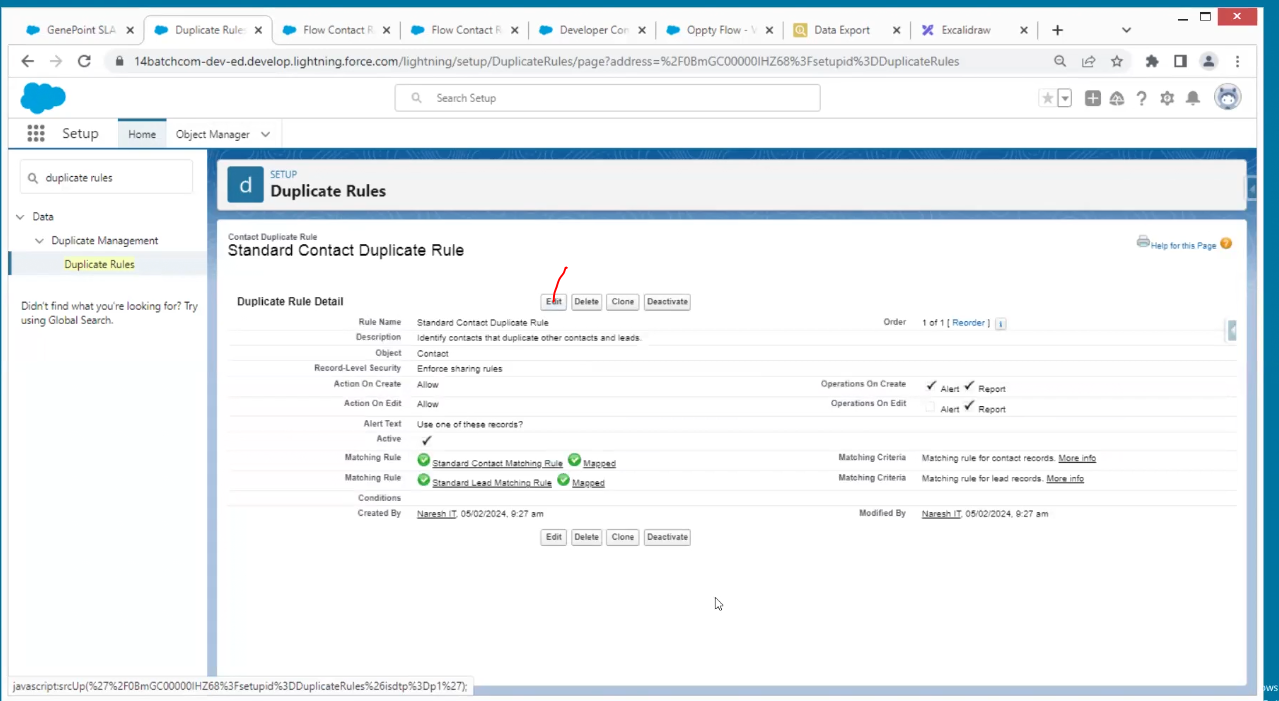 GenePoint SLA
Duplicate Rules
Flow Contact R
Flow Contact R
Developer Con
Oppty Flow - V
Data Export
Excalidraw
14batchcom-dev-ed.develop.lightning.force.com/lightning/setup/DuplicateRules/page?address=%2F0BmGC00000IHZ68%3Fsetupid%3DDuplicateRules
Search Setup
Setup
Home
Object Manager
duplicate rules
Data
Duplicate Management
Duplicate Rules
Didn't find what you're looking for? Try
using Global Search.
d
SETUP
Duplicate Rules
Contact Duplicate Rule
Standard Contact Duplicate Rule
Help for this Page ?
Duplicate Rule Detail
Edit Delete Clone Deactivate
Rule Name Standard Contact Duplicate Rule Order 1 of 1 [ Reorder ] i
Description Identify contacts that duplicate other contacts and leads.
Object Contact
Record-Level Security Enforce sharing rules
Action On Create Allow Operations On Create Alert Report
Action On Edit Allow Operations On Edit Alert Report
Alert Text Use one of these records?
Active
Matching Rule Standard Contact Matching Rule Mapped Matching Criteria Matching rule for contact records. More info
Matching Rule Standard Lead Matching Rule Mapped Matching Criteria Matching rule for lead records. More info
Conditions
Created By Naresh IT, 05/02/2024, 9:27 am Modified By Naresh IT, 05/02/2024, 9:27 am
Edit Delete Clone Deactivate
javascript:srcUp(%27%2F0BmGC00000IHZ68%3Fsetupid%3DDuplicateRules%26isdtp%3Dp1%27);
ows